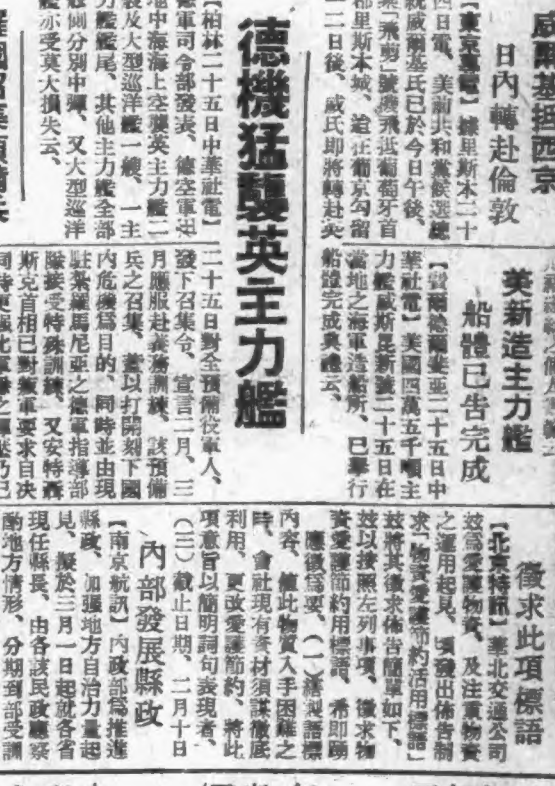 日內轉赴倫敦
【東京電】據里斯本二十
四日電、美前共和黨候選總
統威爾基氏已於今日午後、
乘「飛剪」號機飛抵葡萄牙首
都里斯本城、
一二日後、威氏即將轉赴英
德機猛襲英主力艦
【柏林二十五日中華社電】
德軍司令部發表、德空軍
地中海海上空襲英主力艦二
艘及大型巡洋艦一艘、一主
力艦艦尾、其他主力艦全部
艦側分別中彈、又大型巡洋
艦亦受莫大損失云、
美新造主力艦
船體已告完成
【費爾德爾菲亞二十五日中
華社電】美國四萬五千噸主
力艦威斯康新號二十五日在
當地之海軍造船所、已舉行
船體完成典禮云、
二十五日對全預備役軍人、
發下召集令、宣言二月、三
月應服赴義務訓練、該預備
兵之召集、蓋以打開刻下國
內危機爲目的、同時並由現
駐紮羅馬尼亞之德軍指導部
隊接受特殊訓練、又安特
斯克首相已對 軍要求自決
徵求此項標語
【北京特訊】華北交通公司
茲爲愛護物資、及注重物資
之運用起見、頃發出佈告制
求「物資愛護節約活用標語」
茲將其徵求佈告簡單如下、
茲以按照左列事項、徵求物
資愛護節約用標語、希即踴
應徵爲要、(一)繕製語標
內容、値此物資入手困難之
時、會社現有資材須謀徹底
利用、更改愛護節約、將此
項意旨以簡明詞句表現者、
(三)截止日期、二月十日
內部發展縣政
【南京航訊】內政部爲推進
縣政、加强地方自治力量起
見、擬於三月一日起就各省
現任縣長、由各該民政廳察
酌地方情形、分期到部受訓